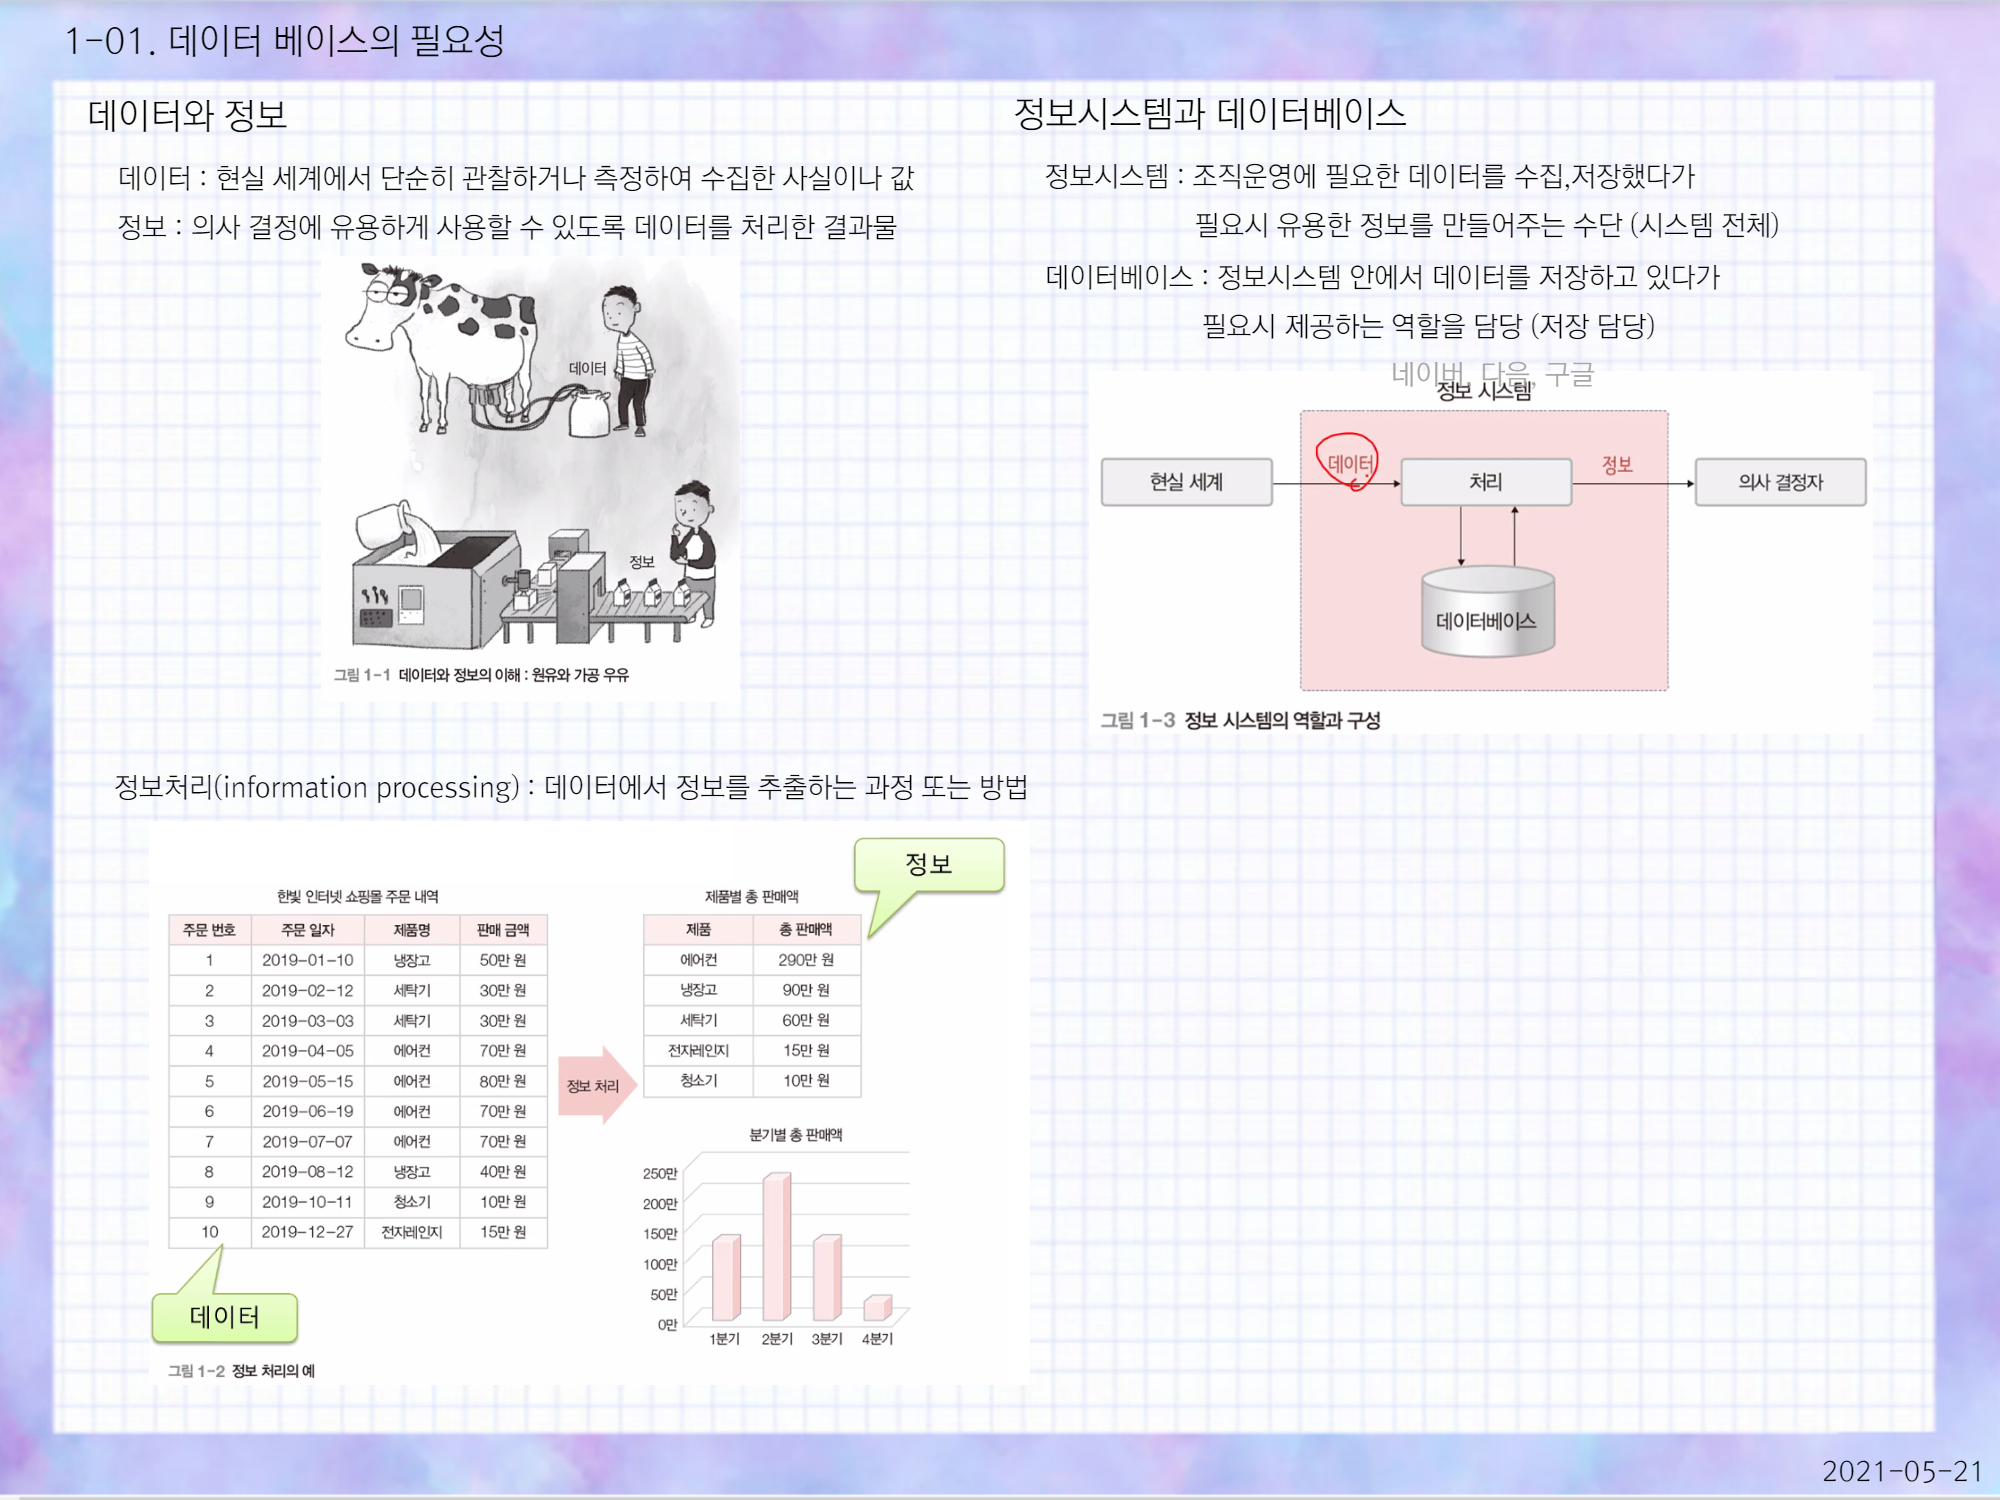 1-01. 데이터 베이스의 필요성
데이터와 정보
데이터 : 현실 세계에서 단순히 관찰하거나 측정하여 수집한 사실이나 값
정보 : 의사 결정에 유용하게 사용할 수 있도록 데이터를 처리한 결과물
데이터
정보
그림 1-1 데이터와 정보의 이해 : 원유와 가공 우유
정보처리(information processing) : 데이터에서 정보를 추출하는 과정 또는 방법
정보
한빛 인터넷 쇼핑몰 주문 내역
주문 번호 주문 일자 제품명 판매 금액
1 2019-01-10 냉장고 50만 원
2 2019-02-12 세탁기 30만 원
3 2019-03-03 세탁기 30만 원
4 2019-04-05 에어컨 70만 원
5 2019-05-15 에어컨 80만 원
6 2019-06-19 에어컨 70만 원
7 2019-07-07 에어컨 70만 원
8 2019-08-12 냉장고 40만 원
9 2019-10-11 청소기 10만 원
10 2019-12-27 전자레인지 15만 원
데이터
정보 처리
제품별 총 판매액
제품 총 판매액
에어컨 290만 원
냉장고 90만 원
세탁기 60만 원
전자레인지 15만 원
청소기 10만 원
분기별 총 판매액
250만
200만
150만
100만
50만
0만
1분기 2분기 3분기 4분기
그림 1-2 정보 처리의 예
정보시스템과 데이터베이스
정보시스템 : 조직운영에 필요한 데이터를 수집,저장했다가
필요시 유용한 정보를 만들어주는 수단 (시스템 전체)
데이터베이스 : 정보시스템 안에서 데이터를 저장하고 있다가
필요시 제공하는 역할을 담당 (저장 담당)
네이버, 다음, 구글
정보 시스템
현실 세계 데이터 처리 정보 의사 결정자
데이터베이스
그림 1-3 정보 시스템의 역할과 구성
2021-05-21